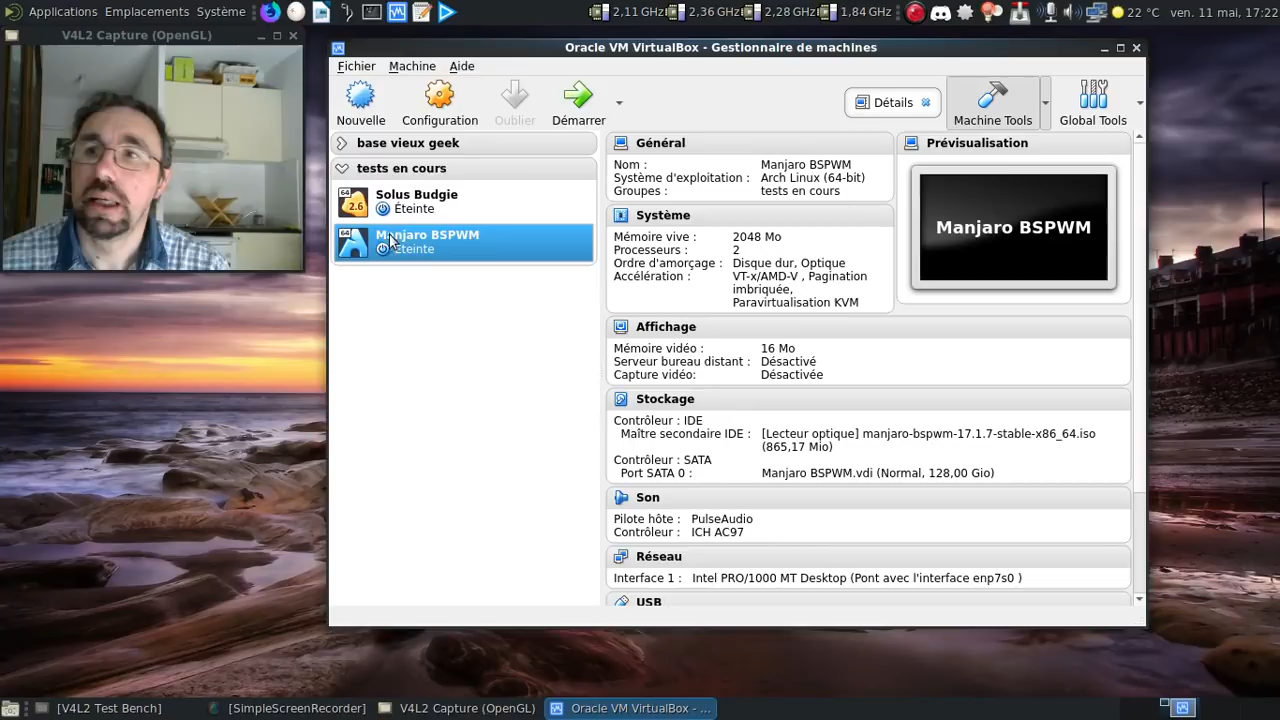 Applications Emplacements Système
2,11 GHz 2,36 GHz 2,28 GHz 1,84 GHz
22 °C ven. 11 mai, 17:22
V4L2 Capture (OpenGL)
Oracle VM VirtualBox - Gestionnaire de machines
Fichier Machine Aide
Nouvelle Configuration Oublier Démarrer
Détails
Machine Tools
Global Tools
base vieux geek
tests en cours
64
2.6
Solus Budgie
Éteinte
64
Manjaro BSPWM
Éteinte
Général
Nom : Manjaro BSPWM
Système d'exploitation : Arch Linux (64-bit)
Groupes : tests en cours
Système
Mémoire vive : 2048 Mo
Processeurs : 2
Ordre d'amorçage : Disque dur, Optique
Accélération : VT-x/AMD-V , Pagination
imbriquée,
Paravirtualisation KVM
Prévisualisation
Manjaro BSPWM
Affichage
Mémoire vidéo : 16 Mo
Serveur bureau distant : Désactivé
Capture vidéo: Désactivée
Stockage
Contrôleur : IDE
Maître secondaire IDE : [Lecteur optique] manjaro-bspwm-17.1.7-stable-x86_64.iso
(865,17 Mio)
Contrôleur : SATA
Port SATA 0 : Manjaro BSPWM.vdi (Normal, 128,00 Gio)
Son
Pilote hôte : PulseAudio
Contrôleur : ICH AC97
Réseau
Interface 1 : Intel PRO/1000 MT Desktop (Pont avec l'interface enp7s0 )
USB
[V4L2 Test Bench] [SimpleScreenRecorder] V4L2 Capture (OpenGL) Oracle VM VirtualBox - ...